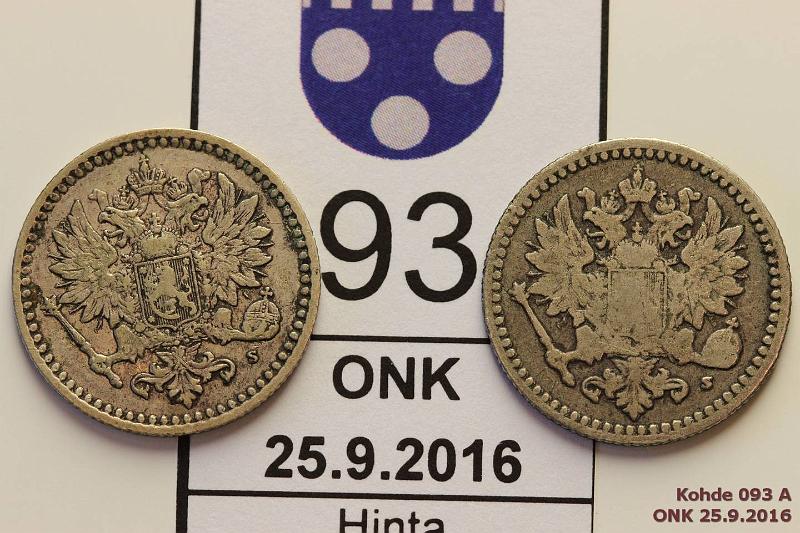 93
ONK
25.9.2016
Hinta
S
S
Kohde 093 A
ONK 25.9.2016